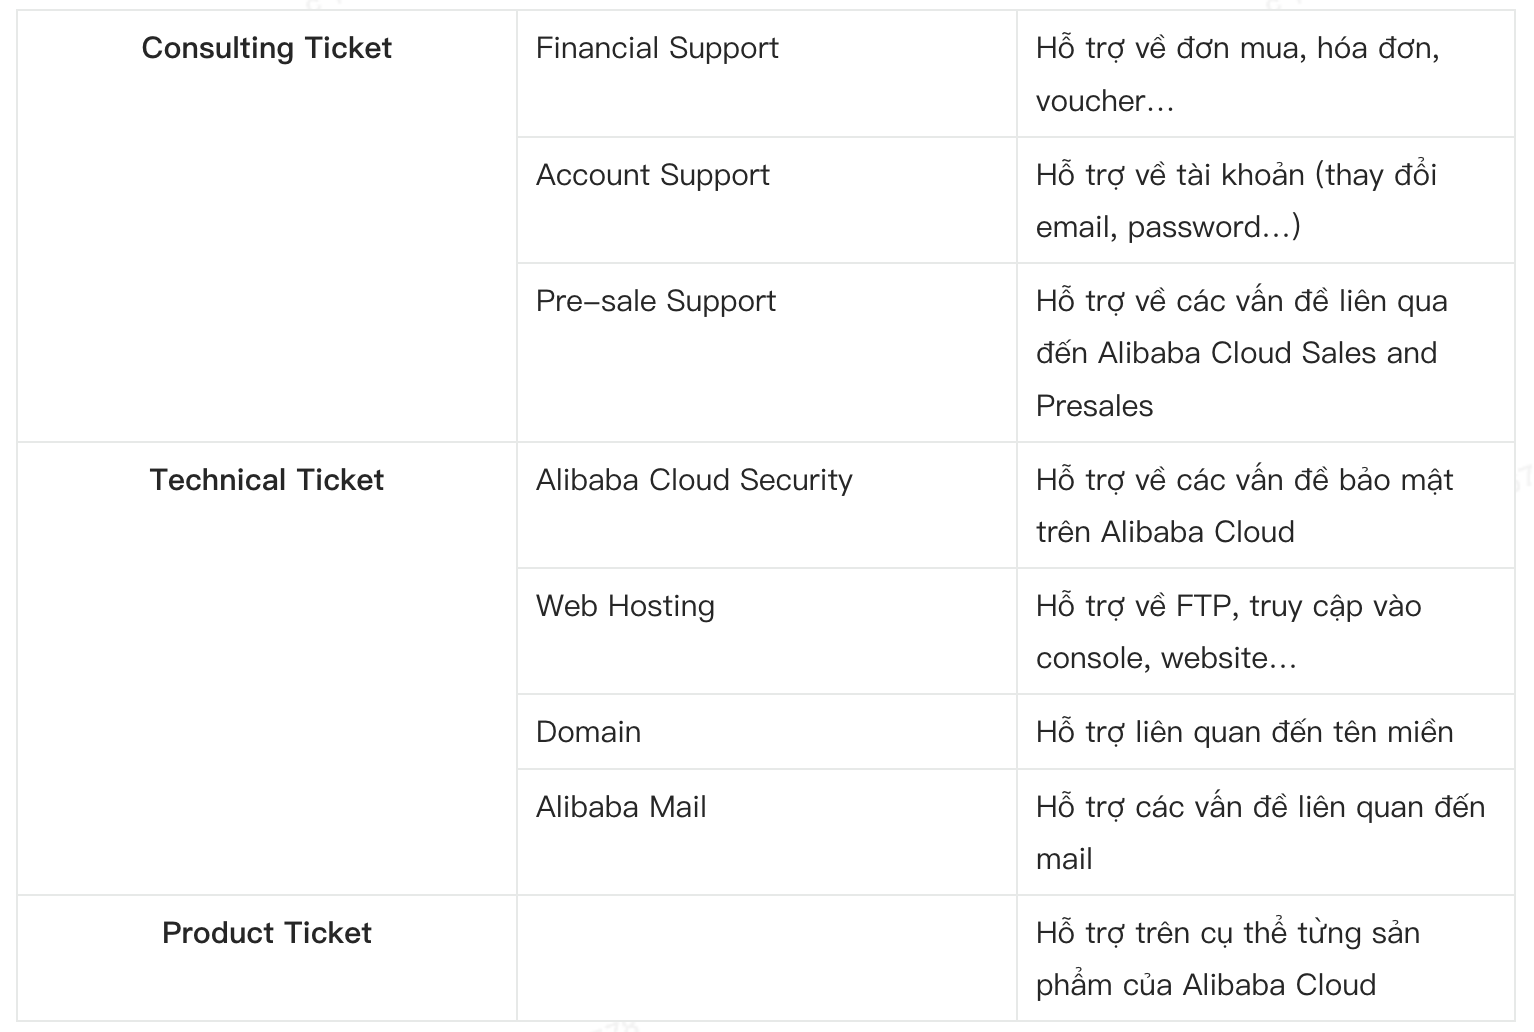 Consulting Ticket
Financial Support
Hỗ trợ về đơn mua, hóa đơn,
voucher...
Account Support
Hỗ trợ về tài khoản (thay đổi
email, password...)
Pre-sale Support
Hỗ trợ về các vấn đề liên qua
đến Alibaba Cloud Sales and
Presales
Technical Ticket
Alibaba Cloud Security
Hỗ trợ về các vấn đề bảo mật
trên Alibaba Cloud
Web Hosting
Hỗ trợ về FTP, truy cập vào
console, website...
Domain
Hỗ trợ liên quan đến tên miền
Alibaba Mail
Hỗ trợ các vấn đề liên quan đến
mail
Product Ticket
Hỗ trợ trên cụ thể từng sản
phẩm của Alibaba Cloud